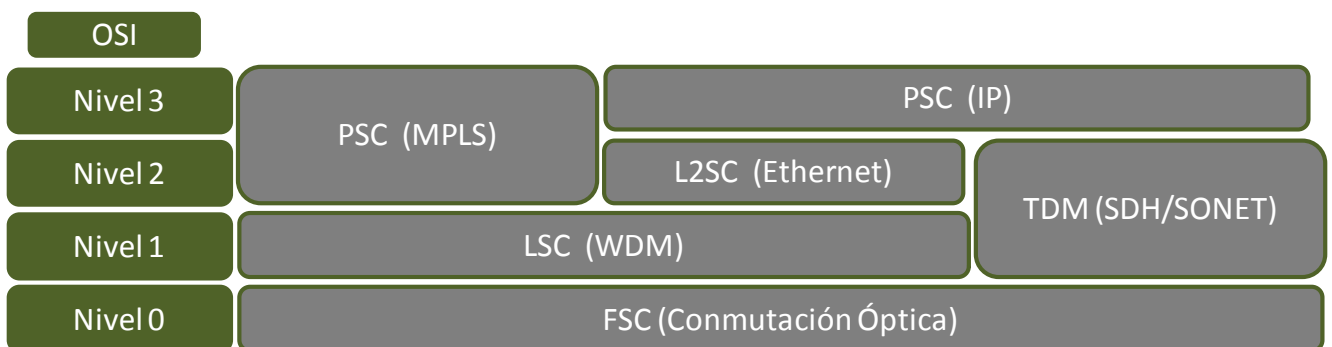 OSI
Nivel 3
PSC (MPLS)
PSC (IP)
Nivel 2
L2SC (Ethernet)
TDM (SDH/SONET)
Nivel 1
LSC (WDM)
Nivel 0
FSC (Conmutación Óptica)